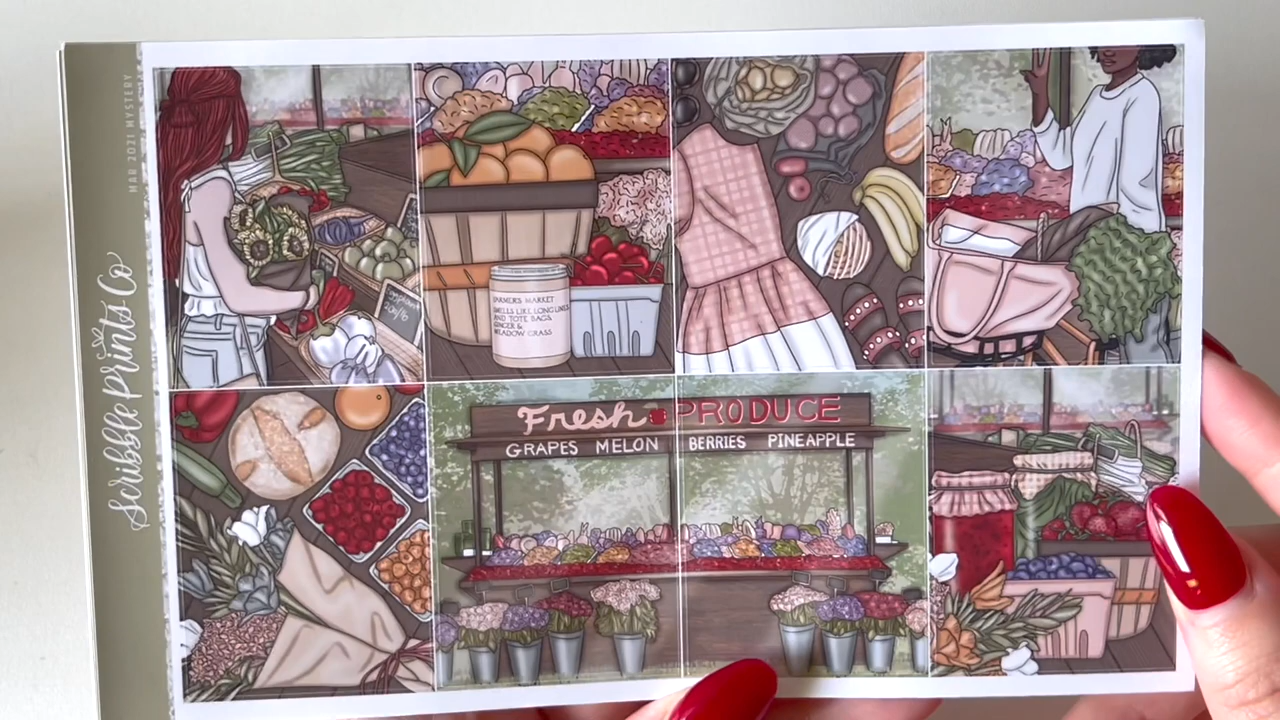 MAR 2021 MYSTERY
Scribble Prints Co
FARMER'S MARKET
SMELLS LIKE LONG LINES
AND TOTE BAGS
GINGER &
MEADOW GRASS
Fresh PRODUCE
GRAPES MELON BERRIES PINEAPPLE